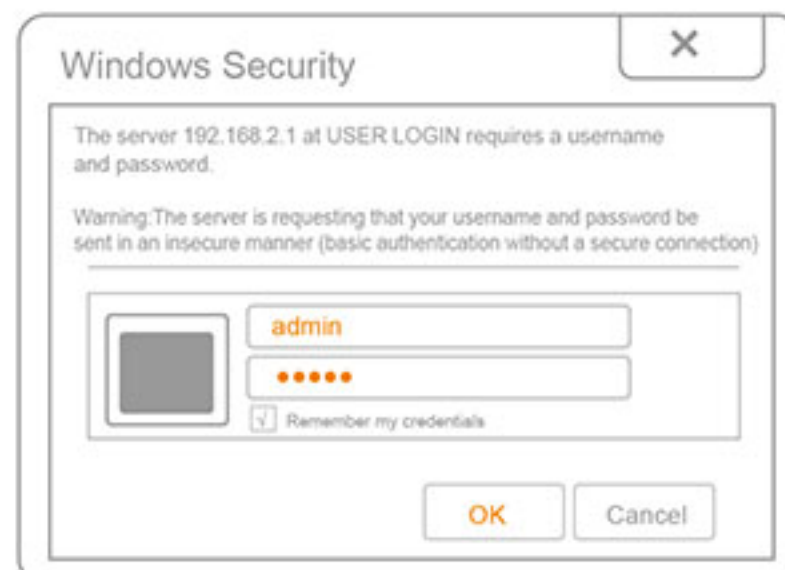 Windows Security
The server 192.168.2.1 at USER LOGIN requires a username
and password.
Warning:The server is requesting that your username and password be
sent in an insecure manner (basic authentication without a secure connection)
admin
●●●●●
√ Remember my credentials
OK Cancel